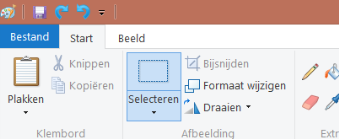 Bestand Start Beeld
Plakken
Knippen
Kopiëren
Klembord
Selecteren
Bijsnijden
Formaat wijzigen
Draaien
Afbeelding
Extr